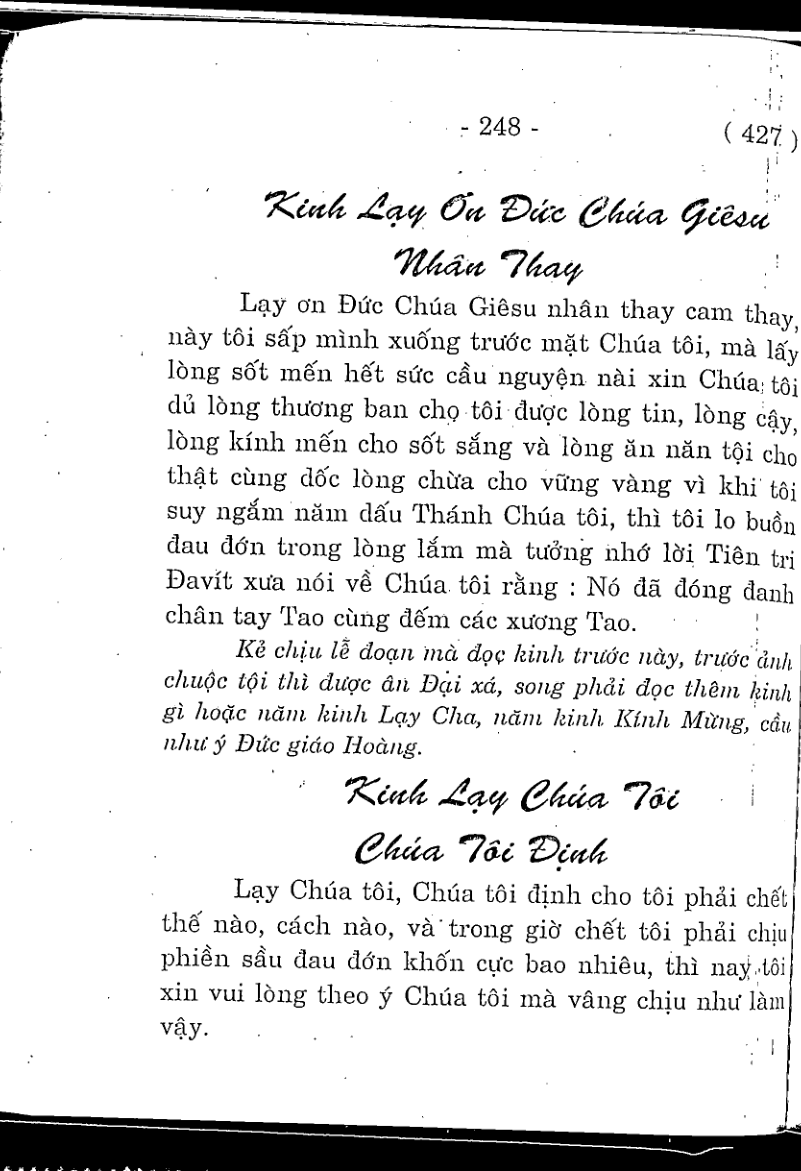 - 248 -
( 427 )
Kinh Lạy Ơn Đức Chúa Giêsu
Nhân Thay
Lạy ơn Đức Chúa Giêsu nhân thay cam thay,
này tôi sấp mình xuống trước mặt Chúa tôi, mà lấy
lòng sốt mến hết sức cầu nguyện nài xin Chúa tôi
dủ lòng thương ban cho tôi được lòng tin, lòng cậy,
lòng kính mến cho sốt sắng và lòng ăn năn tội cho
thật cùng dốc lòng chừa cho vững vàng vì khi tôi
suy ngắm năm dấu Thánh Chúa tôi, thì tôi lo buồn
đau đớn trong lòng lắm mà tưởng nhớ lời Tiên tri
Đavít xưa nói về Chúa tôi rằng : Nó đã đóng đanh
chân tay Tao cùng đếm các xương Tao.
Kẻ chịu lễ đoạn mà đọc kinh trước này, trước ảnh
chuộc tội thì được ân Đại xá, song phải đọc thêm kinh
gì hoặc năm kinh Lạy Cha, năm kinh Kính Mừng, cầu
như ý Đức giáo Hoàng.
Kinh Lạy Chúa Tôi
Chúa Tôi Định
Lạy Chúa tôi, Chúa tôi định cho tôi phải chết
thế nào, cách nào, và trong giờ chết tôi phải chịu
phiền sầu đau đớn khốn cực bao nhiêu, thì nay tôi
xin vui lòng theo ý Chúa tôi mà vâng chịu như làm
vậy.